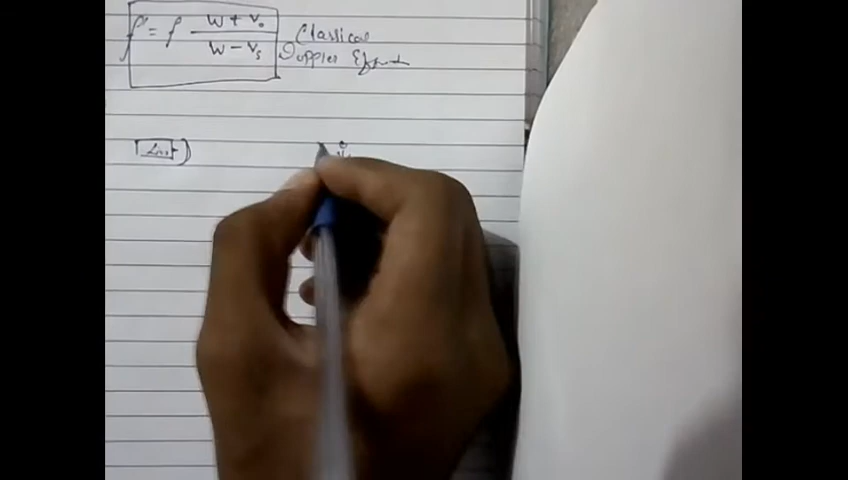 f' = f (W + V₀)/(W - Vₛ) Classical
Doppler Effect